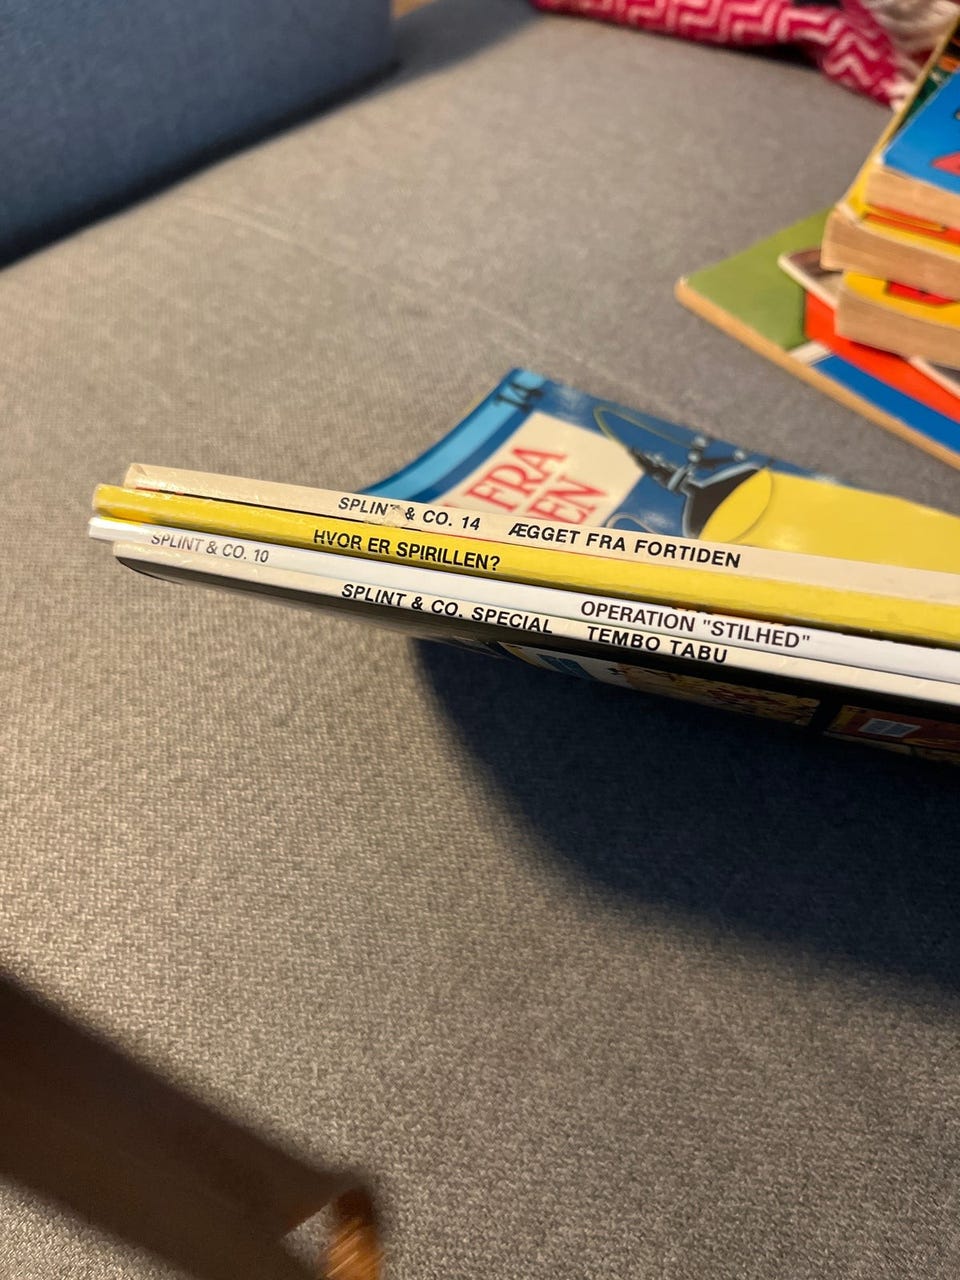 14
FRA
EN
SPLINT & CO. 14 ÆGGET FRA FORTIDEN
HVOR ER SPIRILLEN?
SPLINT & CO. 10 OPERATION "STILHED"
SPLINT & CO. SPECIAL TEMBO TABU